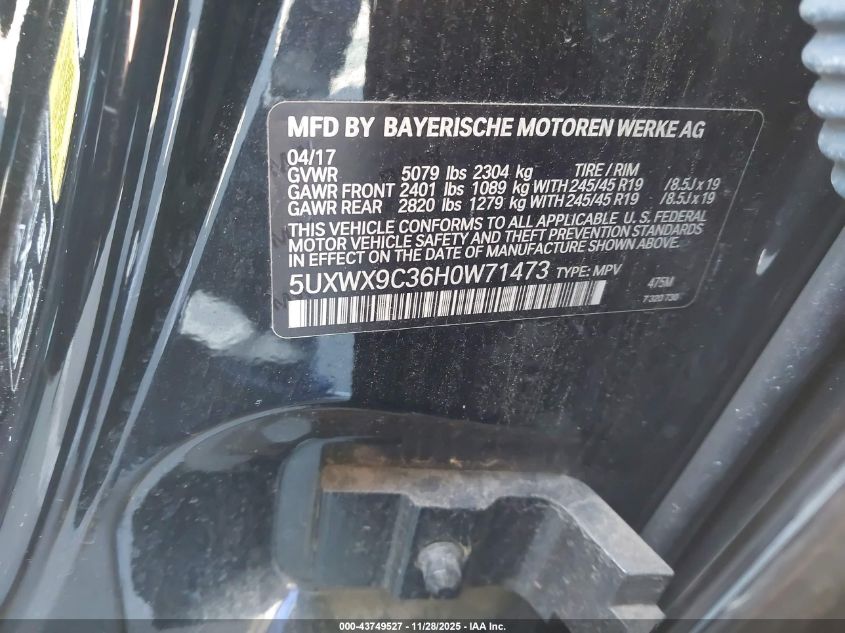 MFD BY BAYERISCHE MOTOREN WERKE AG
04/17
GVWR 5079 lbs 2304 kg TIRE / RIM
GAWR FRONT 2401 lbs 1089 kg WITH 245/45 R19 /8.5J x 19
GAWR REAR 2820 lbs 1279 kg WITH 245/45 R19 /8.5J x 19
THIS VEHICLE CONFORMS TO ALL APPLICABLE U. S. FEDERAL
MOTOR VEHICLE SAFETY AND THEFT PREVENTION STANDARDS
IN EFFECT ON THE DATE OF MANUFACTURE SHOWN ABOVE.
5UXWX9C36H0W71473 TYPE: MPV 475M
7 320 730
000-43749527 - 11/28/2025 - IAA Inc.